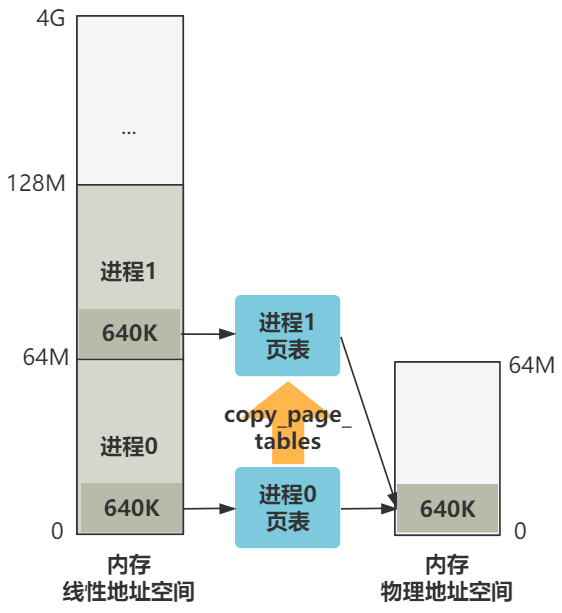 4G
...
128M
进程1
640K
64M
进程0
640K
0
内存
线性地址空间
进程1
页表
copy_page_
tables
进程0
页表
64M
640K
0
内存
物理地址空间